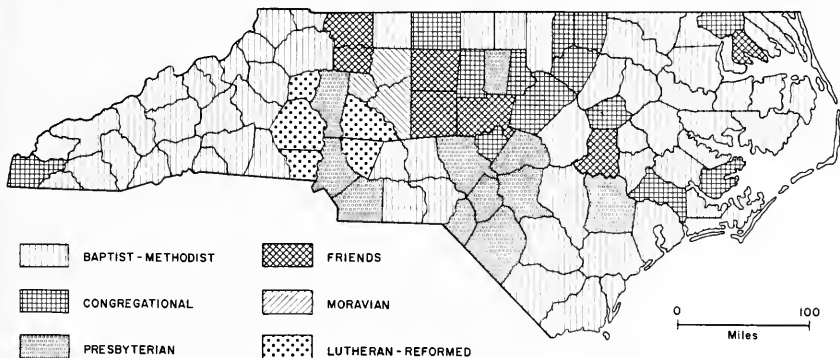 BAPTIST - METHODIST
FRIENDS
CONGREGATIONAL
MORAVIAN
PRESBYTERIAN
LUTHERAN - REFORMED
0 100
Miles